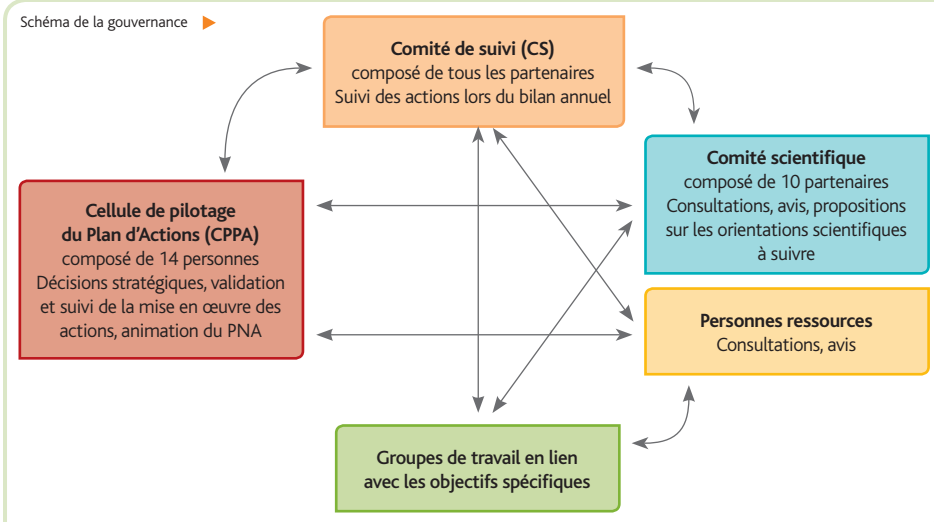 Schéma de la gouvernance
Comité de suivi (CS)
composé de tous les partenaires
Suivi des actions lors du bilan annuel
Comité scientifique
composé de 10 partenaires
Consultations, avis, propositions
sur les orientations scientifiques
à suivre
Cellule de pilotage
du Plan d'Actions (CPPA)
composé de 14 personnes
Décisions stratégiques, validation
et suivi de la mise en œuvre des
actions, animation du PNA
Personnes ressources
Consultations, avis
Groupes de travail en lien
avec les objectifs spécifiques